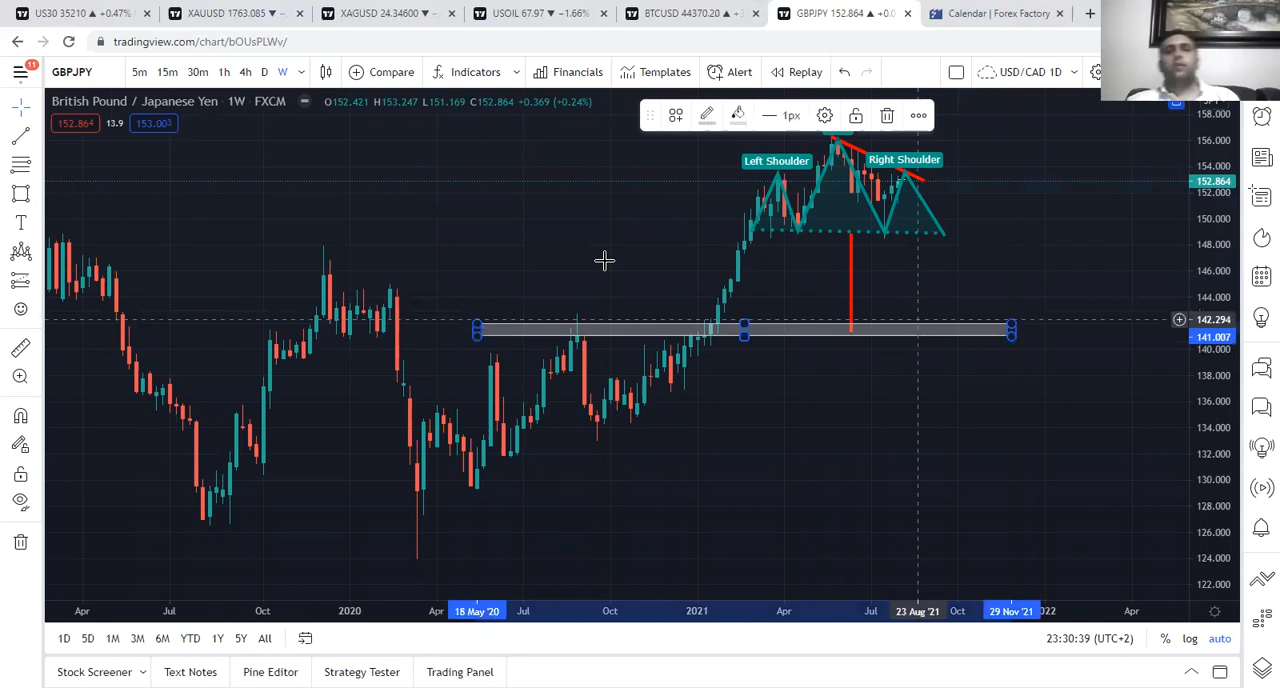 US30 35210 ▲ +0.47%
XAUUSD 1763.085 ▼ −
XAGUSD 24.34600 ▼ −
USOIL 67.97 ▼ −1.66%
BTCUSD 44370.20 ▲ +
GBPJPY 152.864 ▲ +0.
Calendar | Forex Factory
tradingview.com/chart/bOUsPLWv/
11
GBPJPY
5m 15m 30m 1h 4h D W
Compare
Indicators
Financials
Templates
Alert
Replay
USD/CAD 1D
British Pound / Japanese Yen · 1W · FXCM
O152.421 H153.247 L151.169 C152.864 +0.369 (+0.24%)
152.864 13.9 153.003
1px
Left Shoulder
Right Shoulder
158.000
156.000
154.000
152.864
152.000
150.000
148.000
146.000
144.000
142.294
141.007
140.000
138.000
136.000
134.000
132.000
130.000
128.000
126.000
124.000
122.000
Apr Jul Oct 2020 Apr 18 May '20 Jul Oct 2021 Apr Jul 23 Aug '21 Oct 29 Nov '21 022 Apr
1D 5D 1M 3M 6M YTD 1Y 5Y All
23:30:39 (UTC+2)
% log auto
Stock Screener
Text Notes
Pine Editor
Strategy Tester
Trading Panel